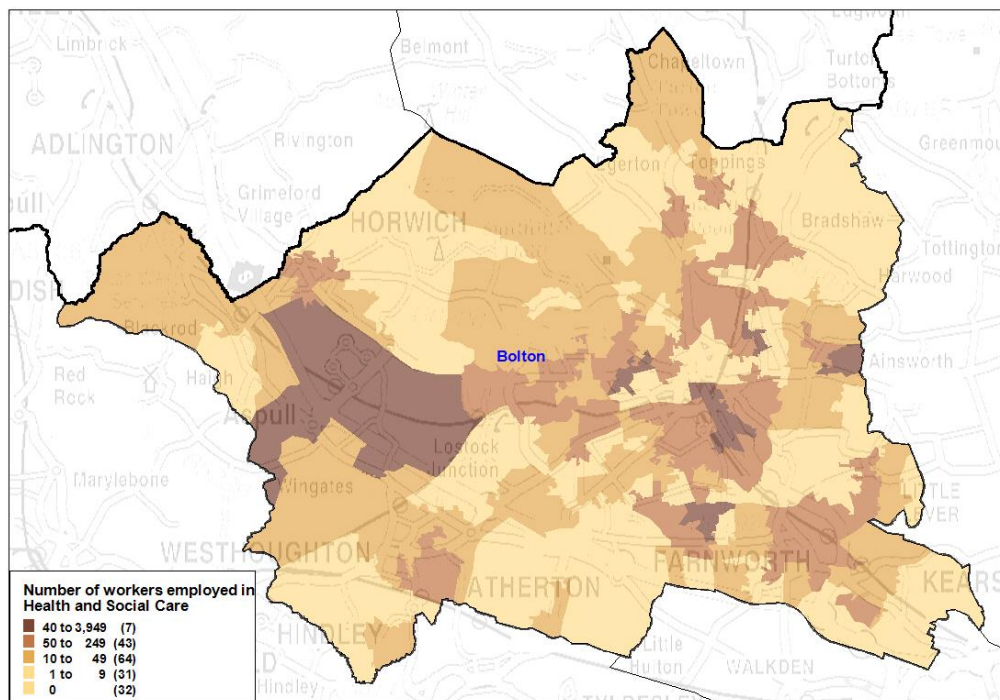 Limbrick
Belmont
Chapeltown
Turton
Bottoms
ADLINGTON
Rivington
Greenmou
Egerton
Toppings
Grimeford
Village
HORWICH
Bradshaw
Tottington
Harwood
Blackrod
Bolton
Ainsworth
Red
Rock
Haigh
Aspull
Lostock
Junction
Marylebone
Wingates
LITTLE
LEVER
WESTHOUGHTON
FARNWORTH
ATHERTON
KEARS
HINDLEY
Hindley
Little
Hulton
WALKDEN
TYLDESLEY
Number of workers employed in
Health and Social Care
40 to 3,949 (7)
50 to 249 (43)
10 to 49 (64)
1 to 9 (31)
0 (32)